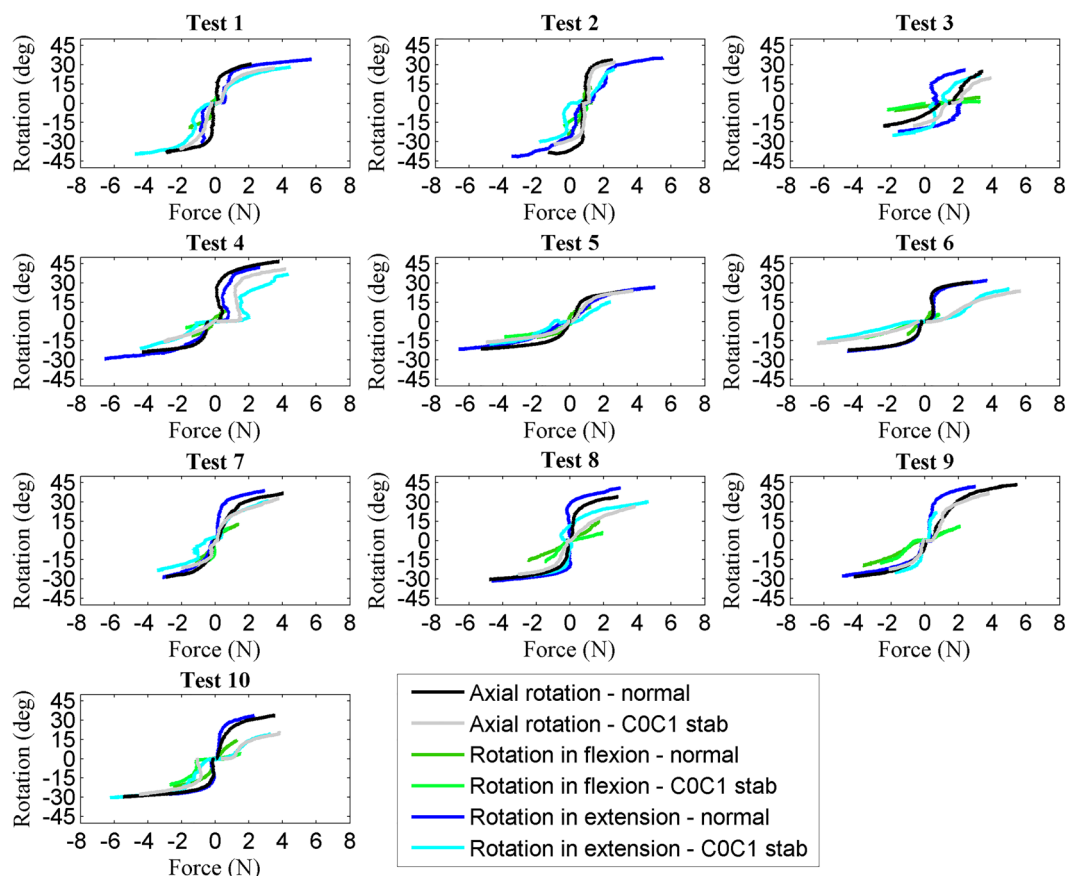 Test 1
Test 2
Test 3
Rotation (deg)
45
30
15
0
-15
-30
-45
-8 -6 -4 -2 0 2 4 6 8
Force (N)
Rotation (deg)
45
30
15
0
-15
-30
-45
-8 -6 -4 -2 0 2 4 6 8
Force (N)
Rotation (deg)
45
30
15
0
-15
-30
-45
-8 -6 -4 -2 0 2 4 6 8
Force (N)
Test 4
Test 5
Test 6
Rotation (deg)
45
30
15
0
-15
-30
-45
-8 -6 -4 -2 0 2 4 6 8
Force (N)
Rotation (deg)
45
30
15
0
-15
-30
-45
-8 -6 -4 -2 0 2 4 6 8
Force (N)
Rotation (deg)
45
30
15
0
-15
-30
-45
-8 -6 -4 -2 0 2 4 6 8
Force (N)
Test 7
Test 8
Test 9
Rotation (deg)
45
30
15
0
-15
-30
-45
-8 -6 -4 -2 0 2 4 6 8
Force (N)
Rotation (deg)
45
30
15
0
-15
-30
-45
-8 -6 -4 -2 0 2 4 6 8
Force (N)
Rotation (deg)
45
30
15
0
-15
-30
-45
-8 -6 -4 -2 0 2 4 6 8
Force (N)
Test 10
Rotation (deg)
45
30
15
0
-15
-30
-45
-8 -6 -4 -2 0 2 4 6 8
Force (N)
Axial rotation - normal
Axial rotation - C0C1 stab
Rotation in flexion - normal
Rotation in flexion - C0C1 stab
Rotation in extension - normal
Rotation in extension - C0C1 stab